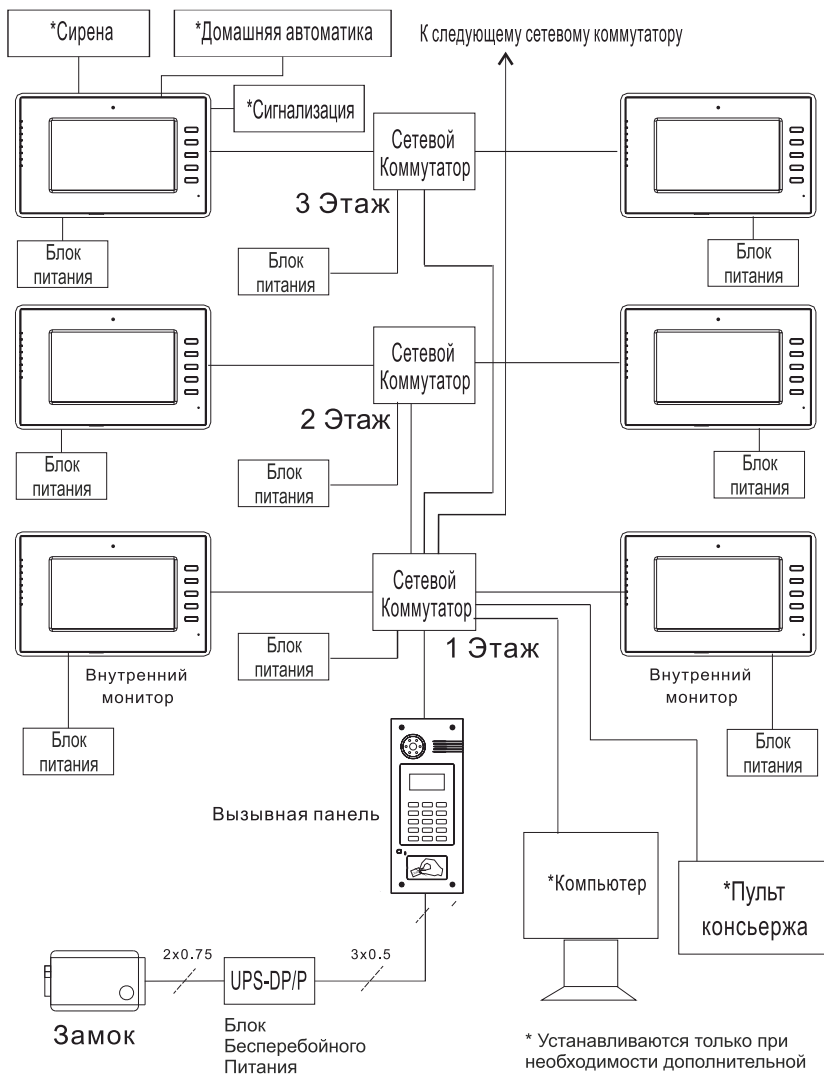 *Сирена
*Домашняя автоматика
К следующему сетевому коммутатору
*Сигнализация
Сетевой
Коммутатор
3 Этаж
Блок
питания
Блок
питания
Блок
питания
Сетевой
Коммутатор
2 Этаж
Блок
питания
Блок
питания
Блок
питания
Сетевой
Коммутатор
1 Этаж
Блок
питания
Внутренний
монитор
Внутренний
монитор
Блок
питания
Блок
питания
Вызывная панель
*Компьютер
*Пульт
консьержа
2x0.75
3x0.5
UPS-DP/P
Замок
Блок
Бесперебойного
Питания
* Устанавливаются только при
необходимости дополнительной